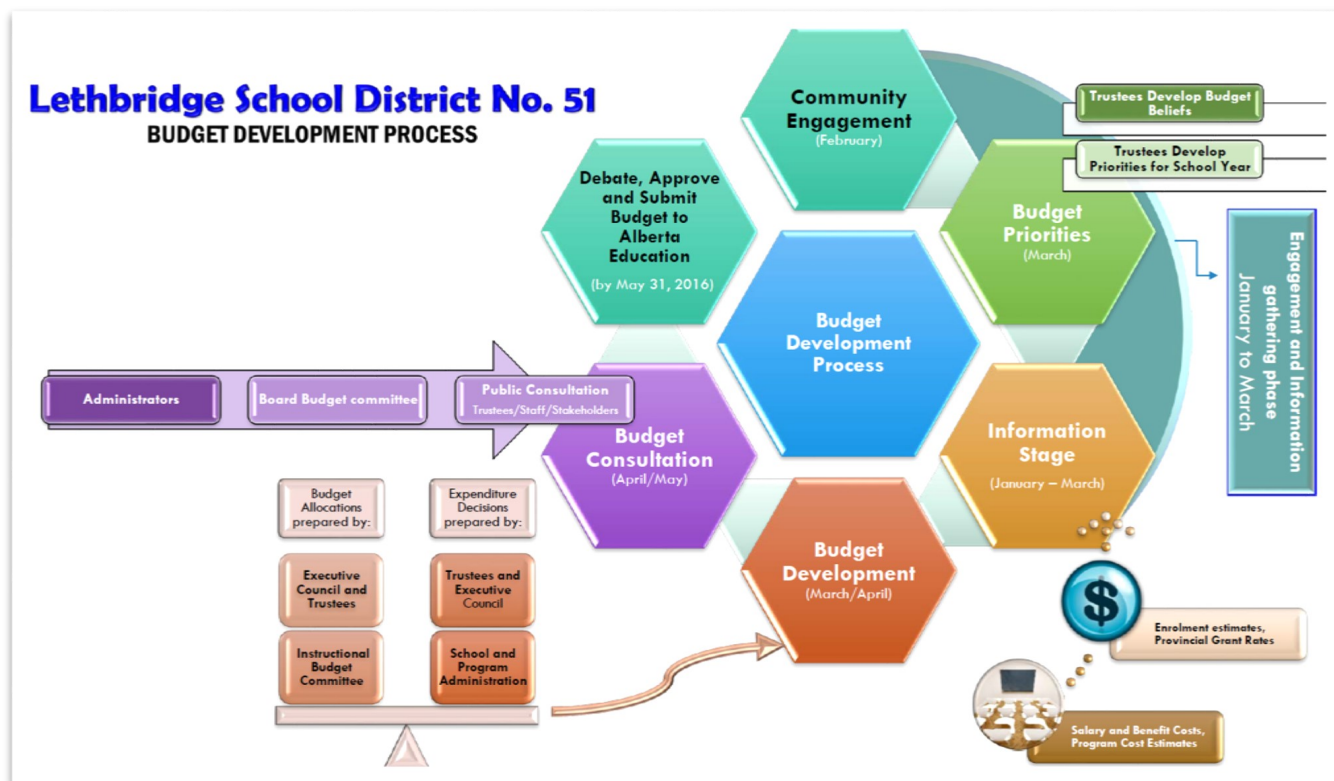 Lethbridge School District No. 51
BUDGET DEVELOPMENT PROCESS
Community
Engagement
(February)
Trustees Develop Budget
Beliefs
Trustees Develop
Priorities for School Year
Budget
Priorities
(March)
Engagement and Information
gathering phase
January to March
Debate, Approve
and Submit
Budget to
Alberta
Education
(by May 31, 2016)
Budget
Development
Process
Administrators
Board Budget committee
Public Consultation
Trustees/Staff/Stakeholders
Budget
Consultation
(April/May)
Information
Stage
(January – March)
Budget
Development
(March/April)
Budget
Allocations
prepared by:
Expenditure
Decisions
prepared by:
Executive
Council and
Trustees
Trustees and
Executive
Council
Instructional
Budget
Committee
School and
Program
Administration
$
Enrolment estimates,
Provincial Grant Rates
Salary and Benefit Costs,
Program Cost Estimates